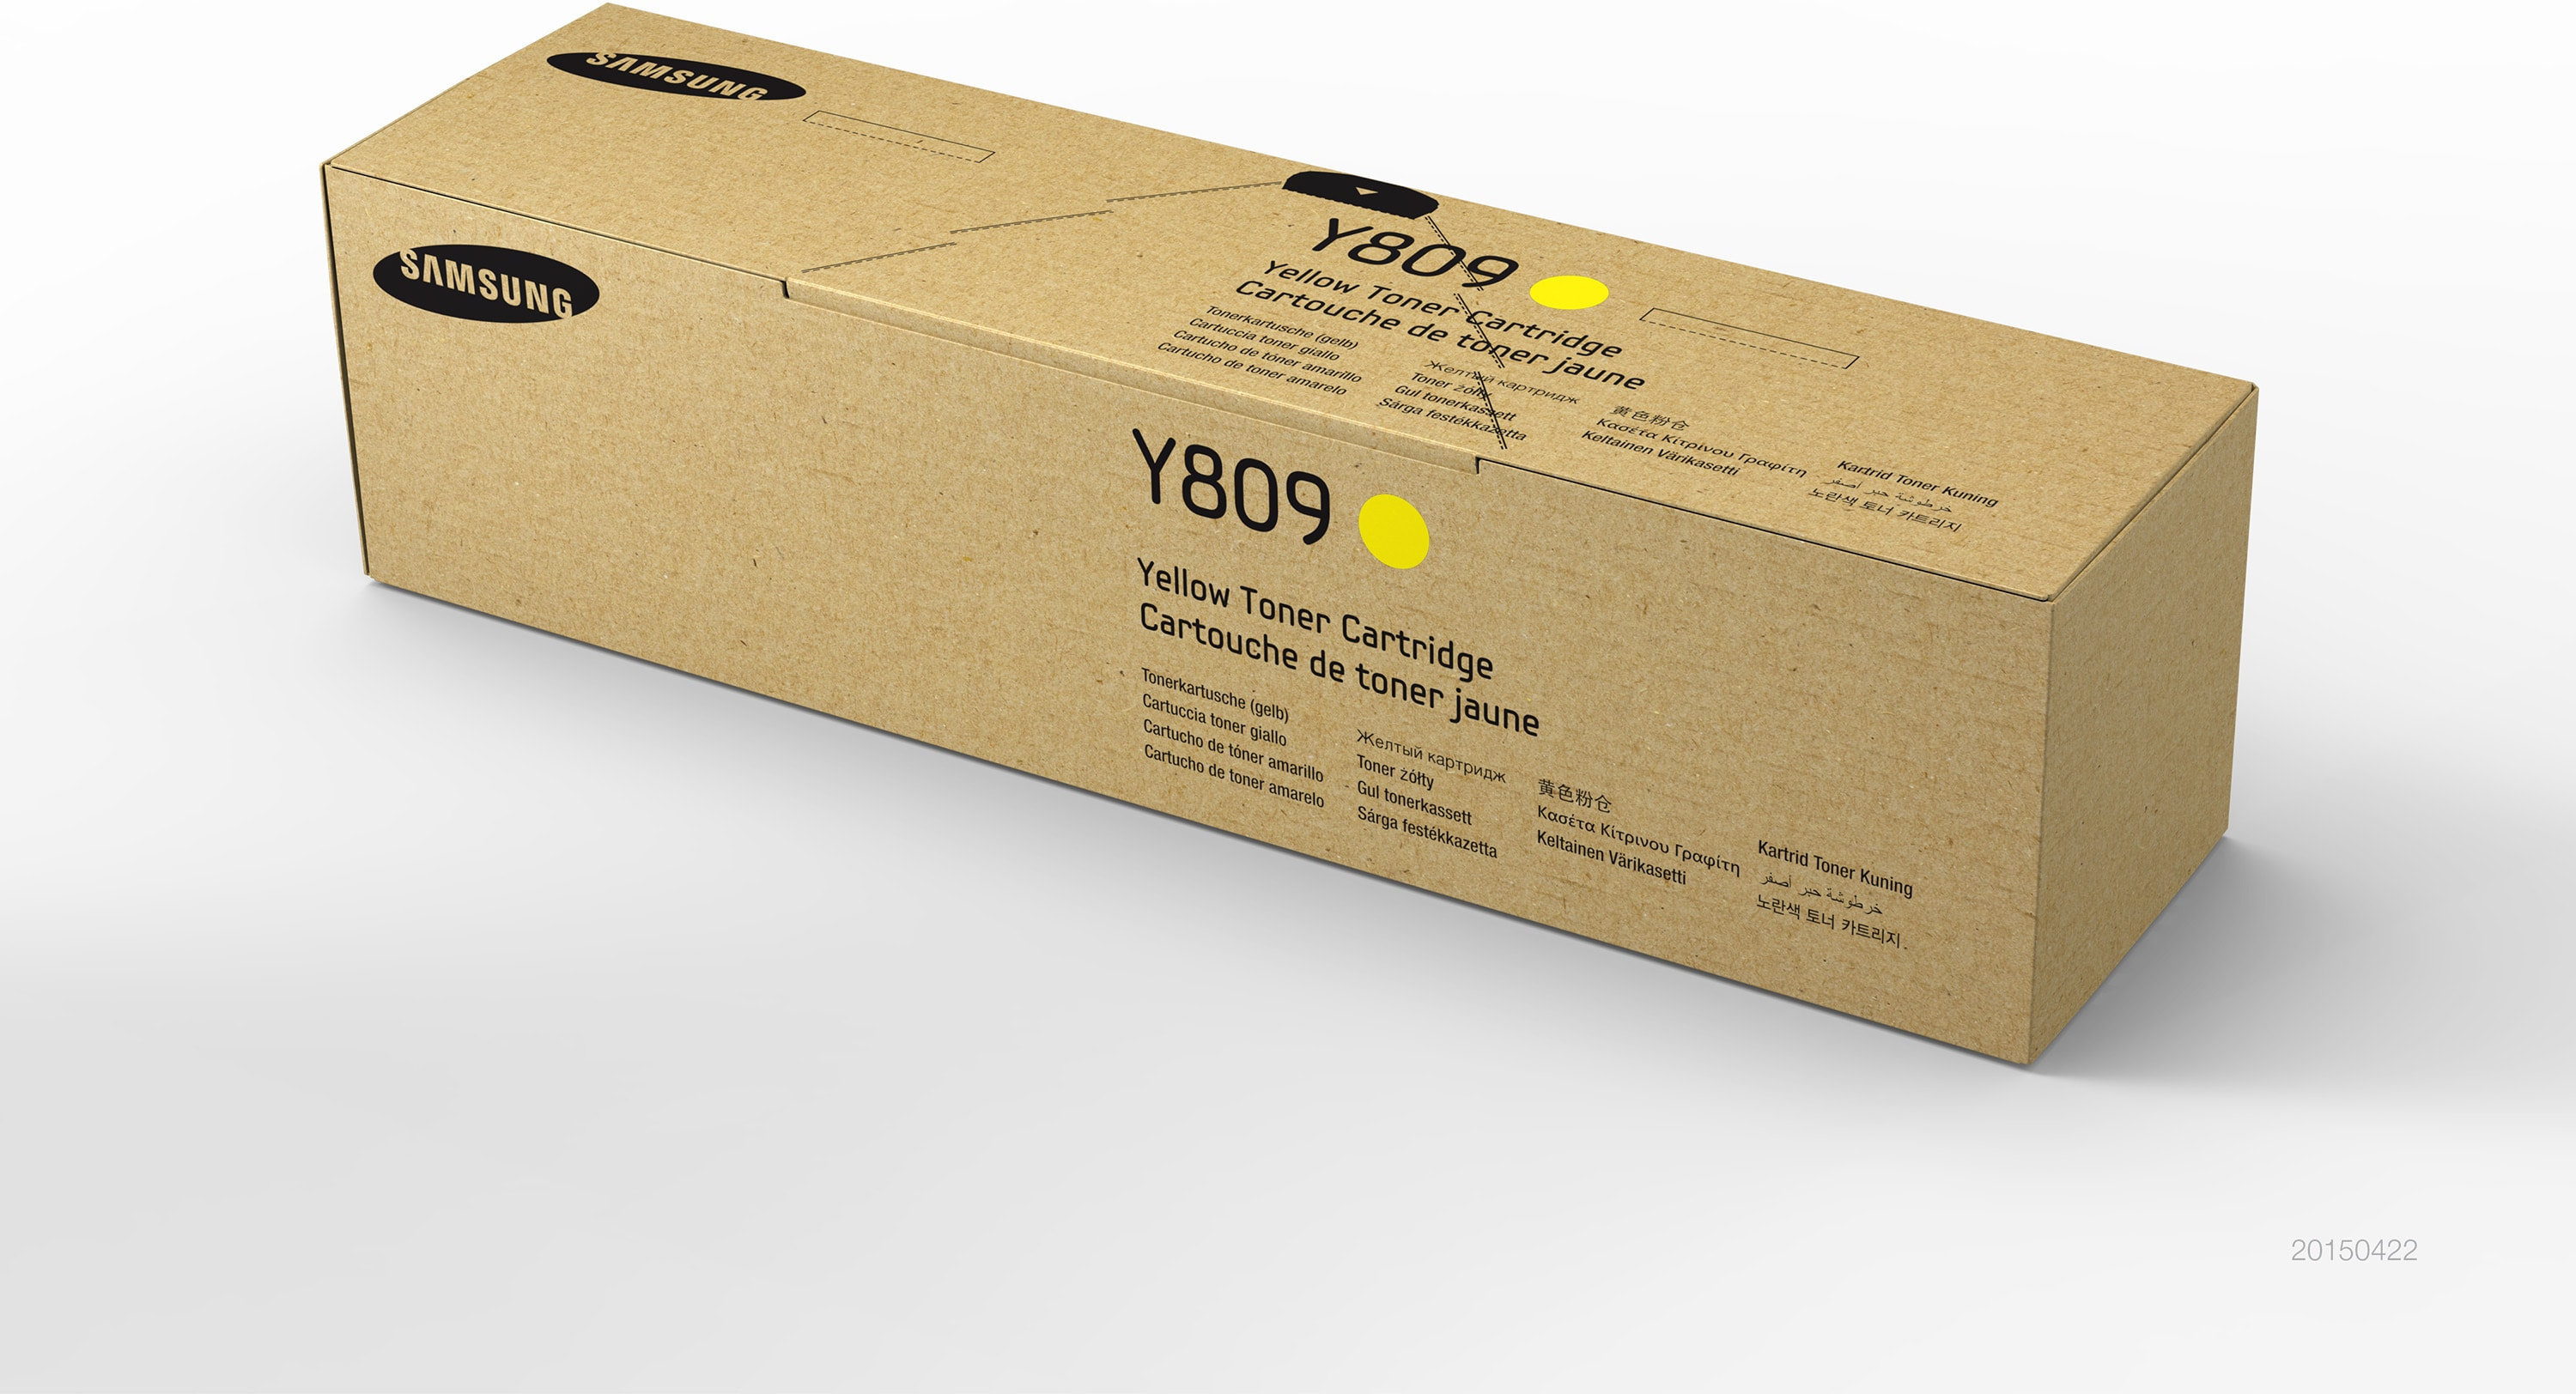 SAMSUNG
Y809
Yellow Toner Cartridge
Cartouche de toner jaune
Tonerkartusche (gelb)
Cartuccia toner giallo
Cartucho de tóner amarillo
Cartucho de toner amarelo
Желтый картридж
Toner żółty
Gul tonerkassett
Sárga festékkazetta
黄色粉仓
Κασέτα Κίτρινου Γραφίτη
Keltainen Värikasetti
Kartrid Toner Kuning
خرطوشة حبر أصفر
노란색 토너 카트리지
SAMSUNG
Y809
Yellow Toner Cartridge
Cartouche de toner jaune
Tonerkartusche (gelb)
Cartuccia toner giallo
Cartucho de tóner amarillo
Cartucho de toner amarelo
Желтый картридж
Toner żółty
Gul tonerkassett
Sárga festékkazetta
黄色粉仓
Κασέτα Κίτρινου Γραφίτη
Keltainen Värikasetti
Kartrid Toner Kuning
خرطوشة حبر أصفر
노란색 토너 카트리지
20150422